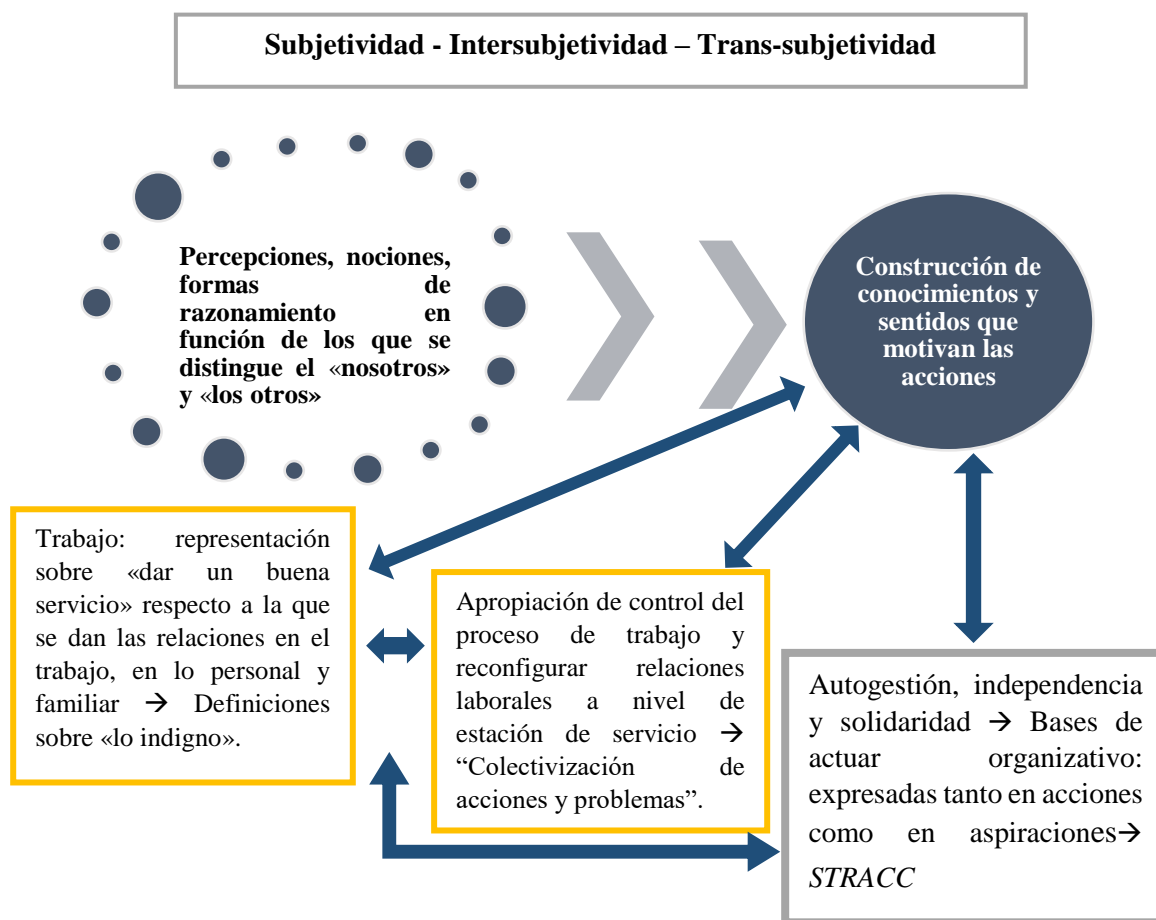 Subjetividad - Intersubjetividad – Trans-subjetividad
Percepciones, nociones,
formas de
razonamiento en
función de los que se
distingue el «nosotros»
y «los otros»
Construcción de
conocimientos y
sentidos que
motivan las
acciones
Trabajo: representación
sobre «dar un buena
servicio» respecto a la que
se dan las relaciones en el
trabajo, en lo personal y
familiar → Definiciones
sobre «lo indigno».
Apropiación de control del
proceso de trabajo y
reconfigurar relaciones
laborales a nivel de
estación de servicio →
“Colectivización de
acciones y problemas”.
Autogestión, independencia
y solidaridad → Bases de
actuar organizativo:
expresadas tanto en acciones
como en aspiraciones→
STRACC